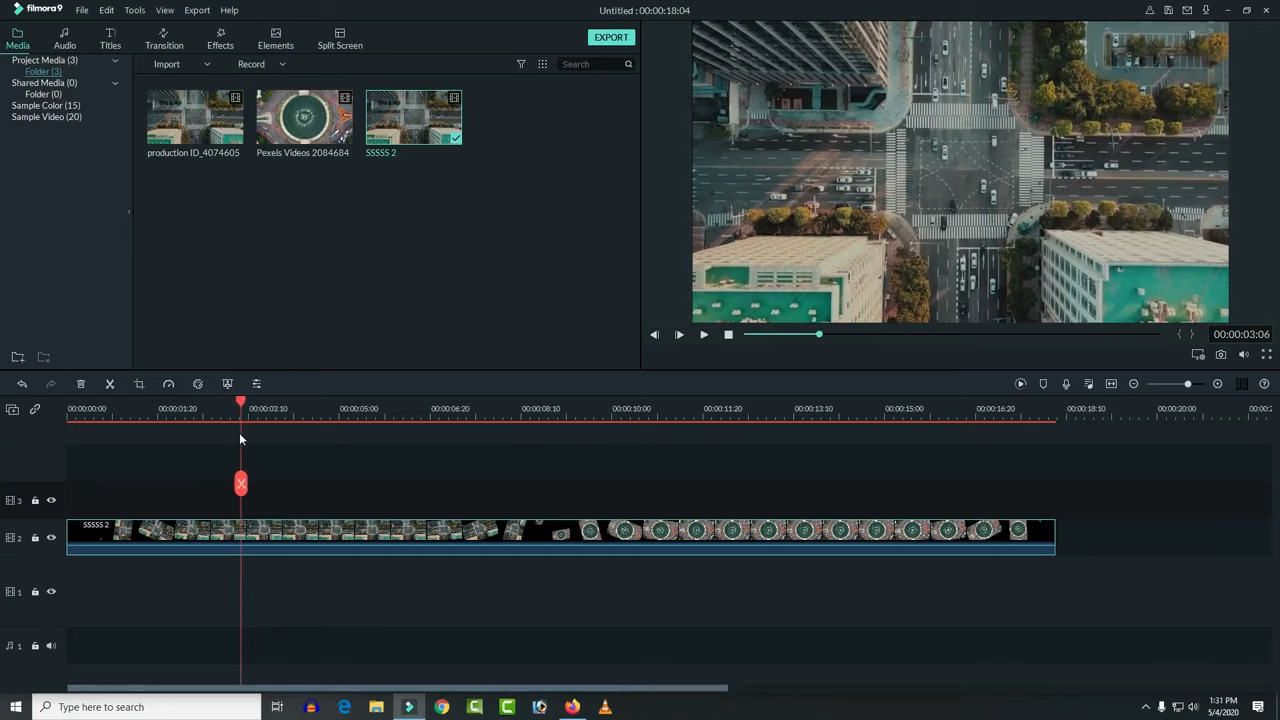 filmora9 File Edit Tools View Export Help Untitled : 00:00:18:04
Media Audio Titles Transition Effects Elements Split Screen EXPORT
Project Media (3)
Folder (3)
Shared Media (0)
Folder (0)
Sample Color (15)
Sample Video (20)
Import Record Search
production ID_4074605 Pexels Videos 2084684 SSSSS 2
{ } 00:00:03:06
00:00:00:00 00:00:01:20 00:00:03:10 00:00:05:00 00:00:06:20 00:00:08:10 00:00:10:00 00:00:11:20 00:00:13:10 00:00:15:00 00:00:16:20 00:00:18:10 00:00:20:00
3
2 SSSSS 2
1
1
Type here to search 1:31 PM
5/4/2020